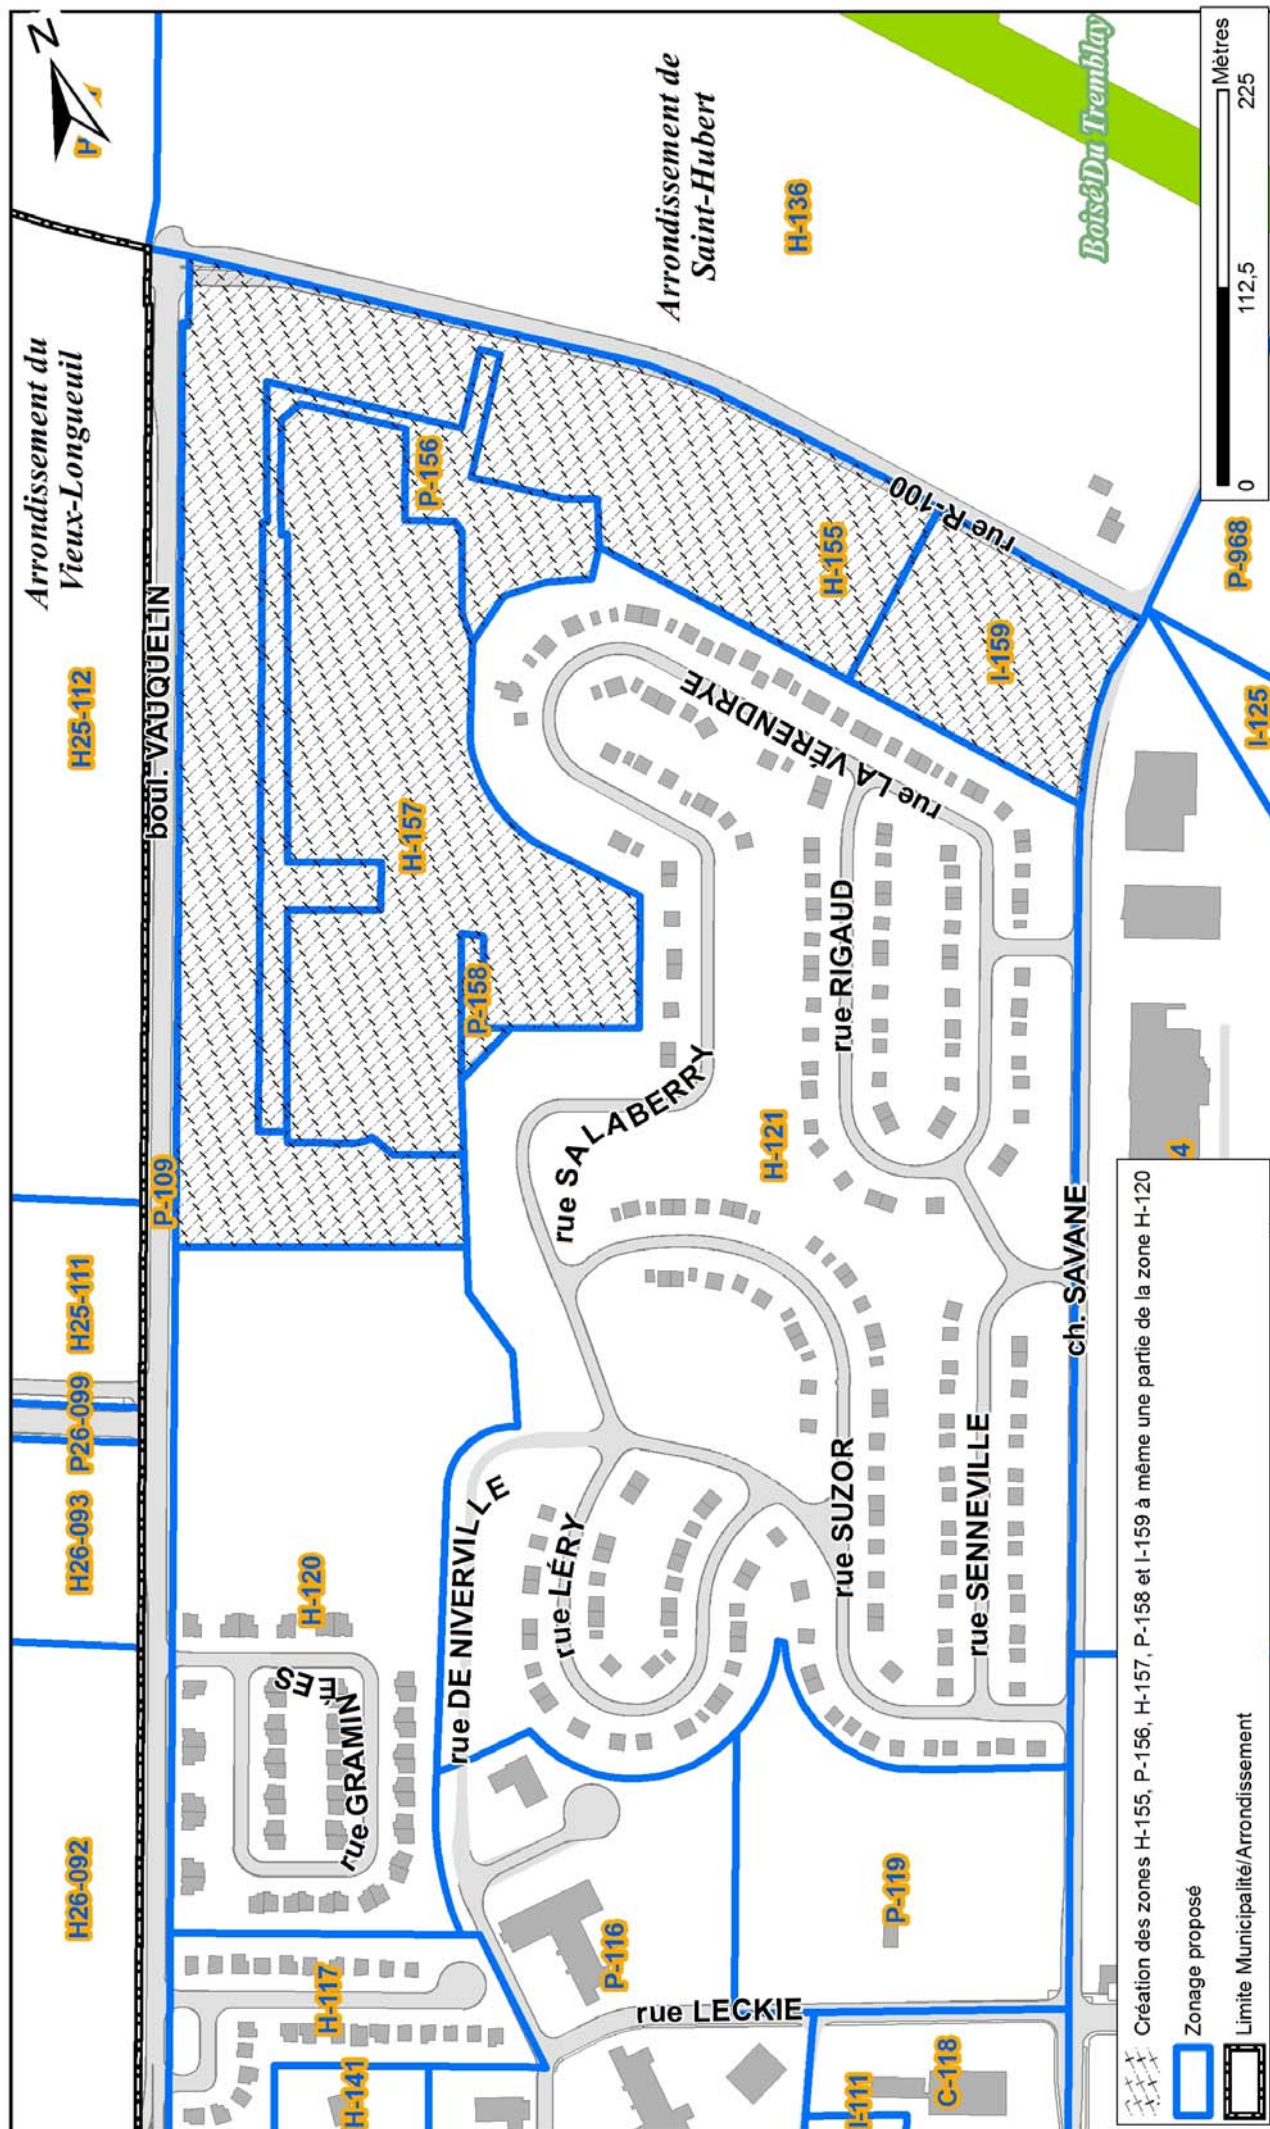 Arrondissement du
Vieux-Longueuil
Arrondissement de
Saint-Hubert
Boisé Du Tremblay
N
H-136
H25-112
boul. VAUQUELIN
P-156
H-155
rue R-100
I-159
P-968
I-125
H-157
P-158
rue LA VÉRENDRYE
rue RIGAUD
rue SALABERRY
H-121
P-109
H25-111
P26-099
H26-093
H26-092
H-120
rue GRAMINÉES
rue DE NIVERVILLE
rue LÉRY
rue SUZOR
rue SENNEVILLE
ch. SAVANE
4
H-117
H-141
P-116
P-119
rue LECKIE
I-111
C-118
0 112,5 225
Mètres
Création des zones H-155, P-156, H-157, P-158 et I-159 à même une partie de la zone H-120
Zonage proposé
Limite Municipalité/Arrondissement